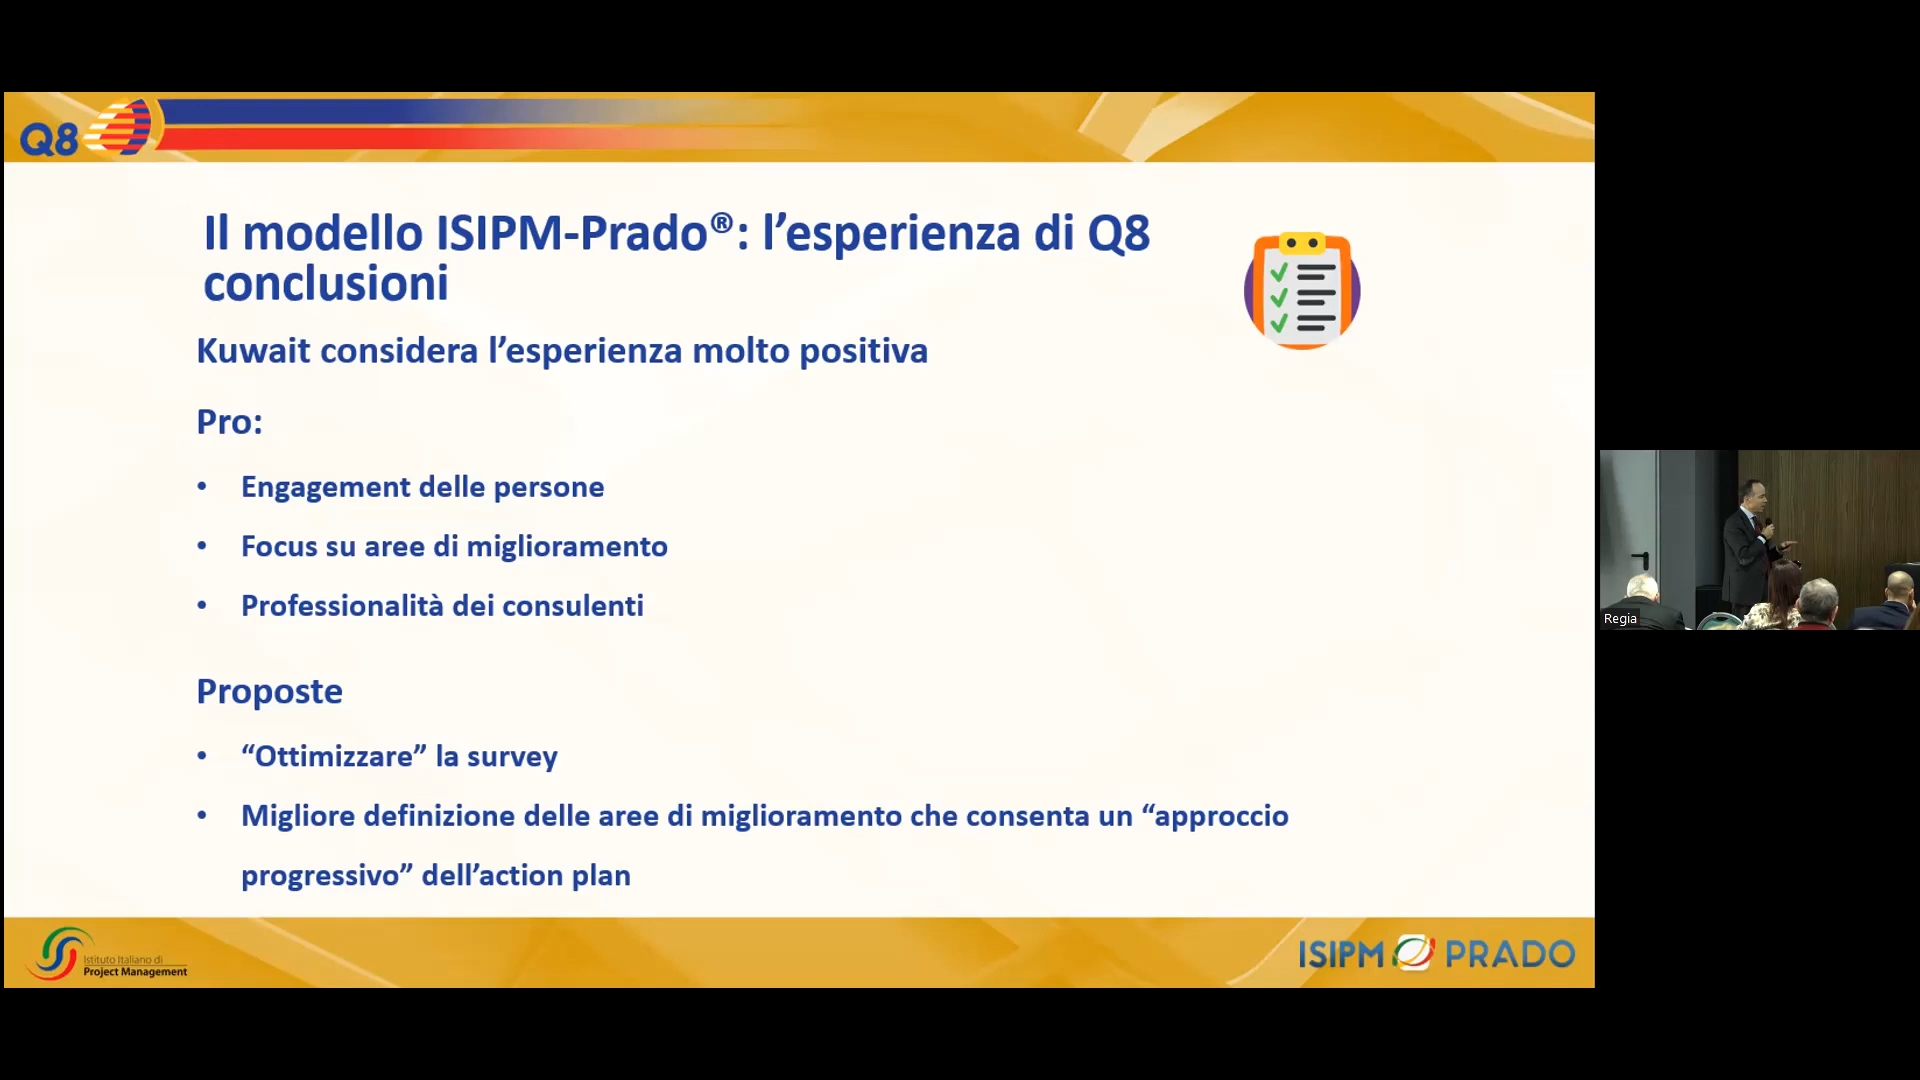 Q8
Il modello ISIPM-Prado®: l’esperienza di Q8
conclusioni
Kuwait considera l’esperienza molto positiva
Pro:
• Engagement delle persone
• Focus su aree di miglioramento
• Professionalità dei consulenti
Proposte
• “Ottimizzare” la survey
• Migliore definizione delle aree di miglioramento che consenta un “approccio
progressivo” dell’action plan
Istituto Italiano di
Project Management
ISIPM PRADO
Regia